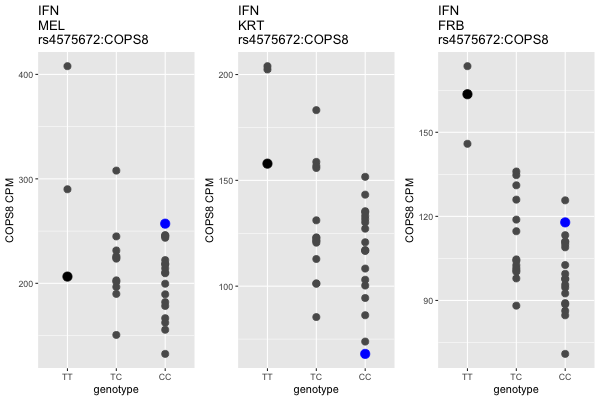 IFN
MEL
rs4575672:COPS8
400
300
200
COPS8 CPM
TT
TC
CC
genotype
IFN
KRT
rs4575672:COPS8
200
150
100
COPS8 CPM
TT
TC
CC
genotype
IFN
FRB
rs4575672:COPS8
150
120
90
COPS8 CPM
TT
TC
CC
genotype